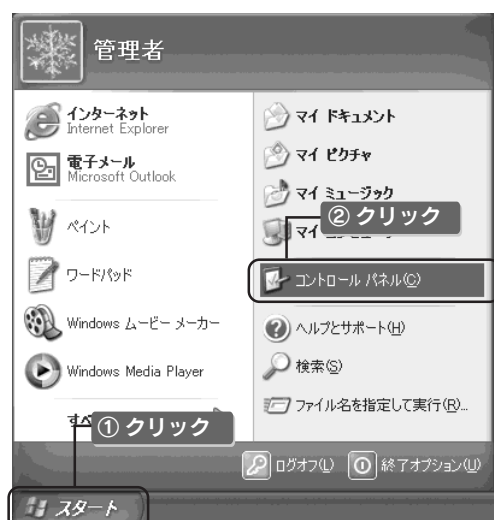 管理者
インターネット
Internet Explorer
電子メール
Microsoft Outlook
ペイント
ワードパッド
Windows ムービー メーカー
Windows Media Player
① クリック
スタート
マイ ドキュメント
マイ ピクチャ
マイ ミュージック
② クリック
マイ
コントロール パネル(C)
ヘルプとサポート(H)
検索(S)
ファイル名を指定して実行(R)...
ログオフ(L)
終了オプション(U)